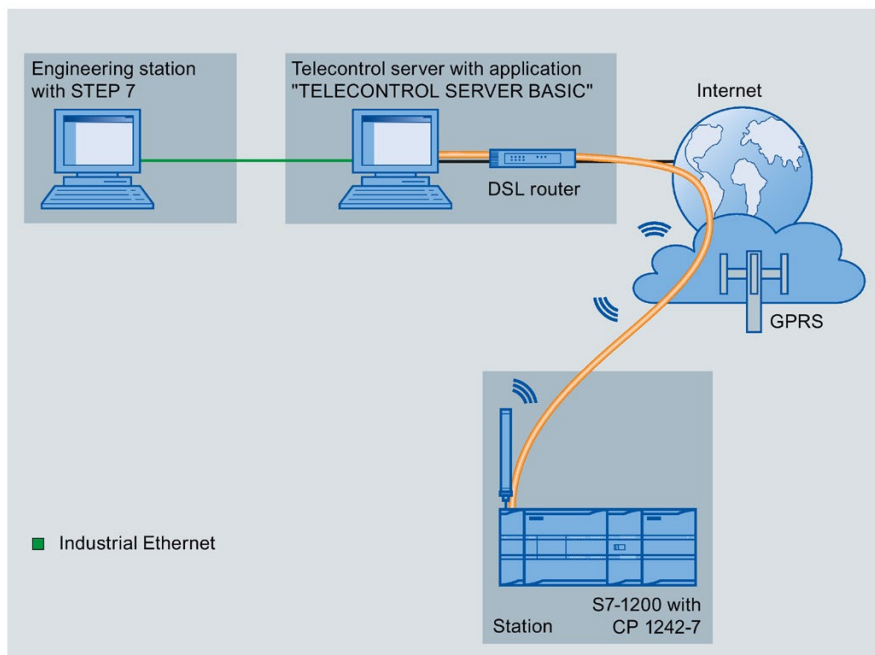 Engineering station
with STEP 7
Telecontrol server with application
"TELECONTROL SERVER BASIC"
Internet
DSL router
GPRS
Industrial Ethernet
S7-1200 with
CP 1242-7
Station